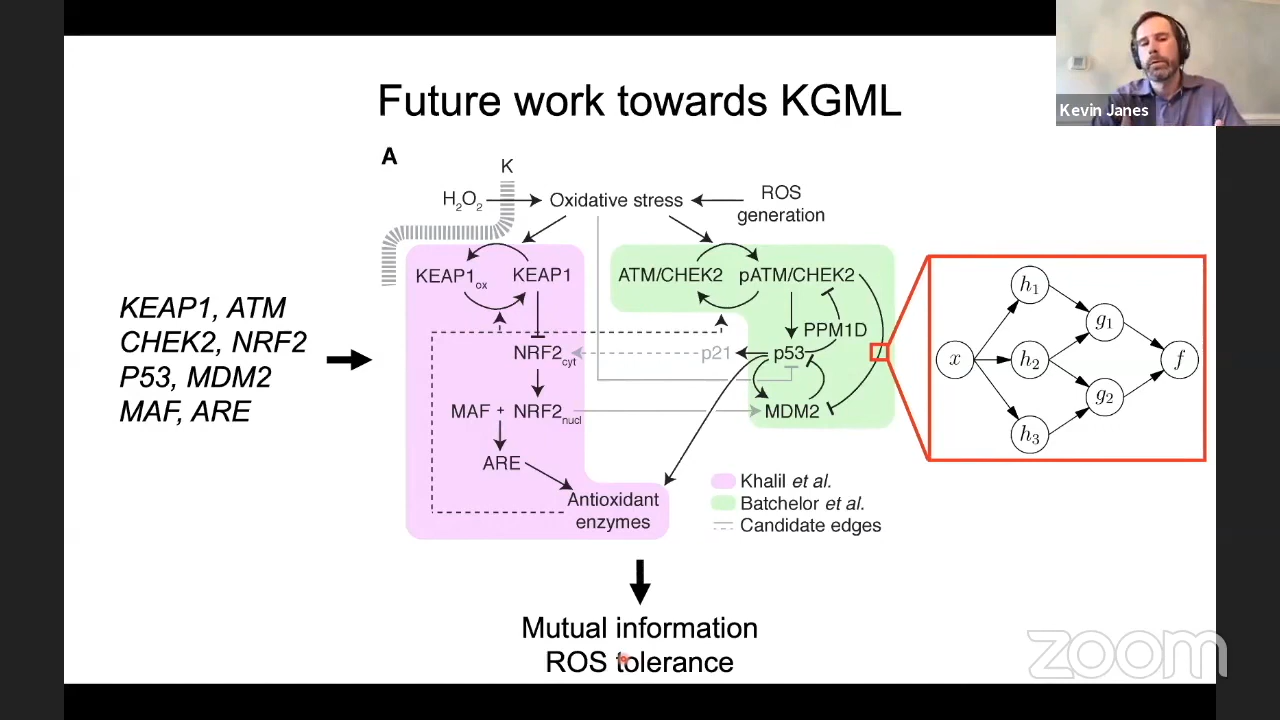 Kevin Janes
Future work towards KGML
A
K
H2O2
Oxidative stress
ROS
generation
KEAP1ox
KEAP1
ATM/CHEK2
pATM/CHEK2
PPM1D
NRF2cyt
p21
p53
MAF + NRF2nucl
MDM2
ARE
Antioxidant
enzymes
Khalil et al.
Batchelor et al.
Candidate edges
KEAP1, ATM
CHEK2, NRF2
P53, MDM2
MAF, ARE
x
h1
h2
h3
g1
g2
f
Mutual information
ROS tolerance
zoom